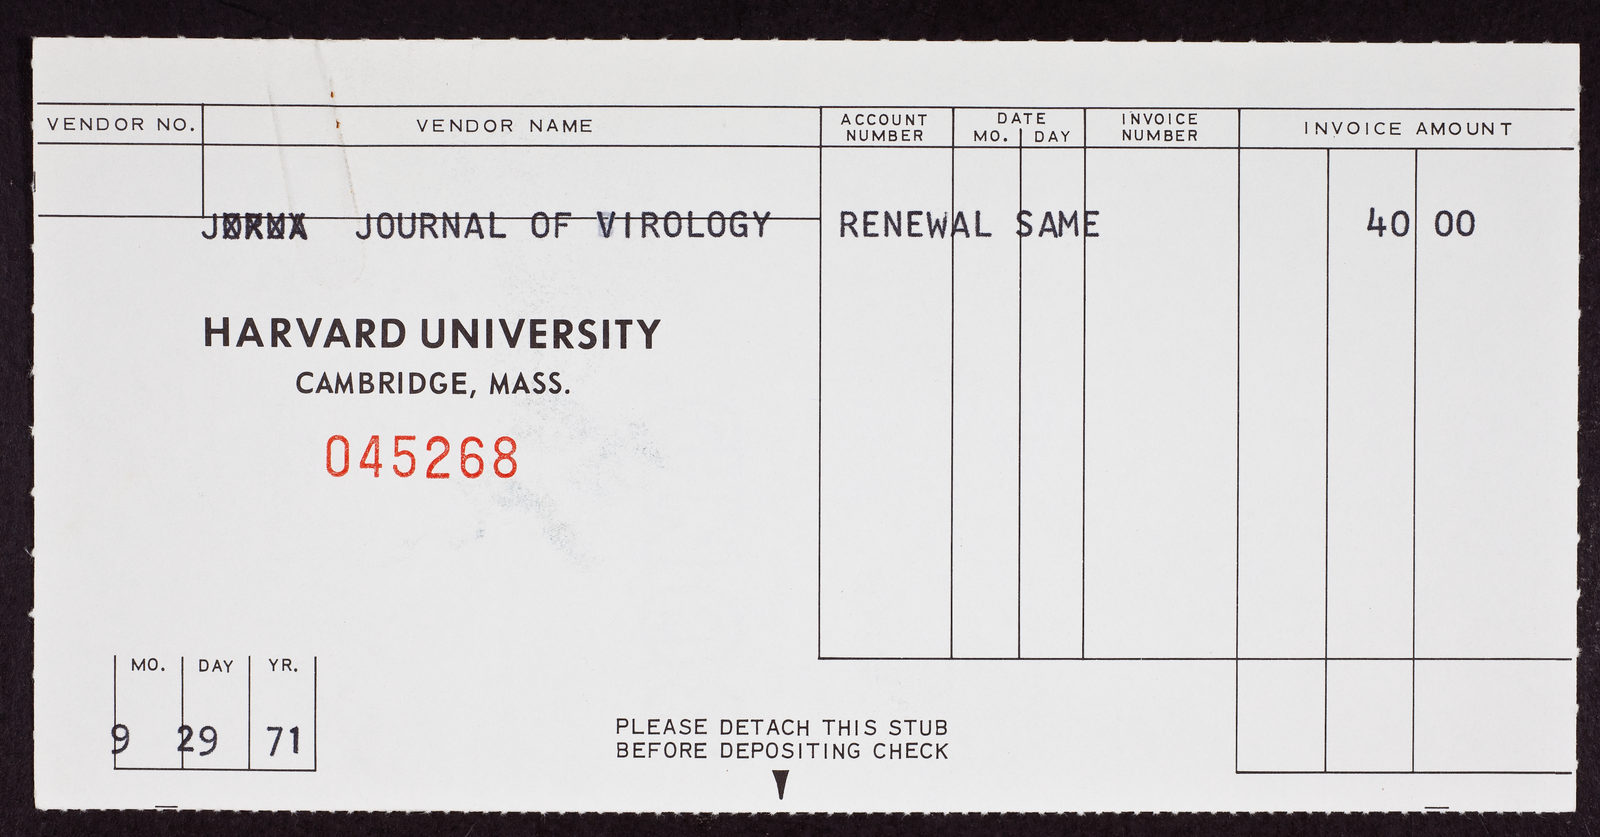 VENDOR NO. VENDOR NAME ACCOUNT NUMBER DATE MO. DAY INVOICE NUMBER INVOICE AMOUNT
JOURNAL OF VIROLOGY RENEWAL SAME 40 00
HARVARD UNIVERSITY
CAMBRIDGE, MASS.
045268
MO. DAY YR.
9 29 71
PLEASE DETACH THIS STUB
BEFORE DEPOSITING CHECK